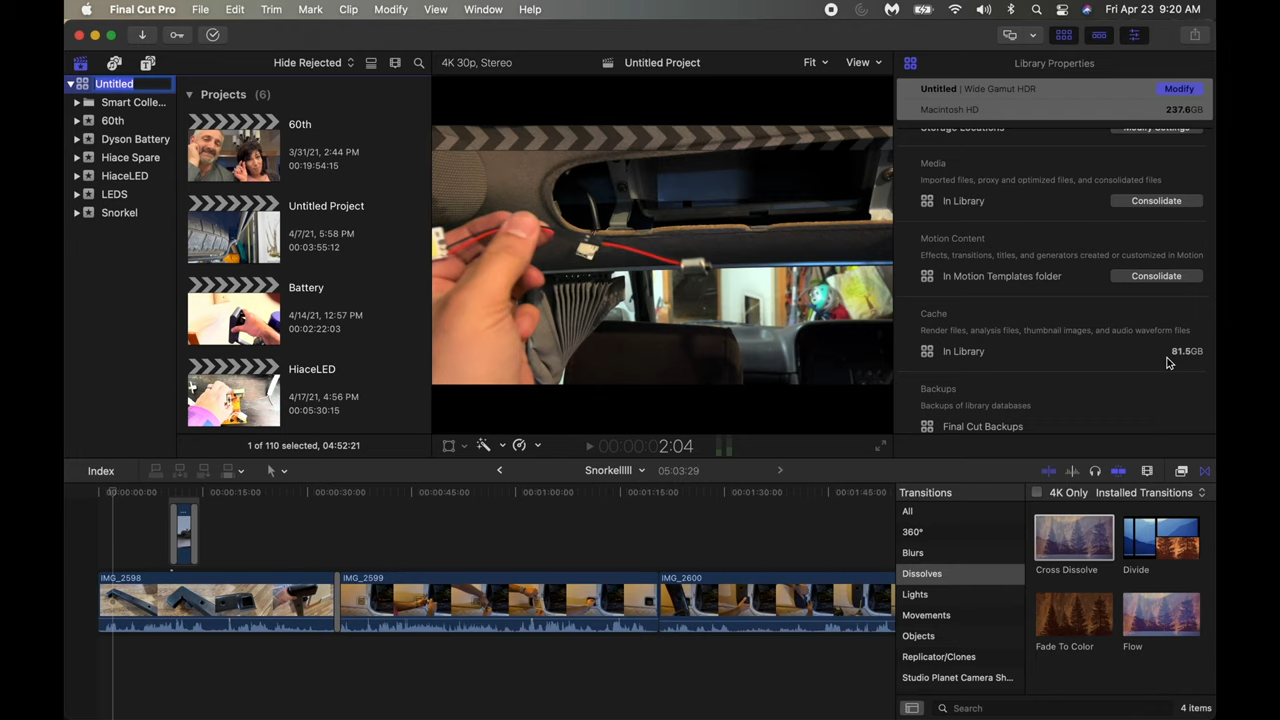 Final Cut Pro File Edit Trim Mark Clip Modify View Window Help Fri Apr 23 9:20 AM
Hide Rejected 4K 30p, Stereo Untitled Project Fit View Library Properties
Untitled
Smart Colle...
60th
Dyson Battery
Hiace Spare
HiaceLED
LEDS
Snorkel
Projects (6)
60th
3/31/21, 2:44 PM
00:19:54:15
Untitled Project
4/7/21, 5:58 PM
00:03:55:12
Battery
4/14/21, 12:57 PM
00:02:22:03
HiaceLED
4/17/21, 4:56 PM
00:05:30:15
1 of 110 selected, 04:52:21
00:00:00:02:04
Untitled | Wide Gamut HDR Modify
Macintosh HD 237.6GB
Storage Locations Modify Settings
Media
Imported files, proxy and optimized files, and consolidated files
In Library Consolidate
Motion Content
Effects, transitions, titles, and generators created or customized in Motion
In Motion Templates folder Consolidate
Cache
Render files, analysis files, thumbnail images, and audio waveform files
In Library 81.5GB
Backups
Backups of library databases
Final Cut Backups
Index Snorkelllll 05:03:29
00:00:00:00 00:00:15:00 00:00:30:00 00:00:45:00 00:01:00:00 00:01:15:00 00:01:30:00 00:01:45:00
...
IMG_2598 IMG_2599 IMG_2600
Transitions 4K Only Installed Transitions
All
360°
Blurs
Dissolves
Lights
Movements
Objects
Replicator/Clones
Studio Planet Camera Sh...
Cross Dissolve Divide
Fade To Color Flow
Search 4 items